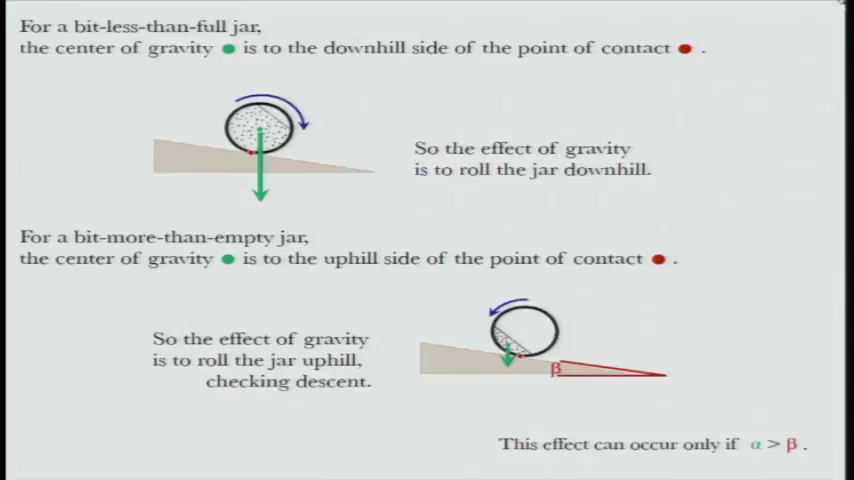 For a bit-less-than-full jar,
the center of gravity is to the downhill side of the point of contact .
So the effect of gravity
is to roll the jar downhill.
For a bit-more-than-empty jar,
the center of gravity is to the uphill side of the point of contact .
So the effect of gravity
is to roll the jar uphill,
checking descent.
β
This effect can occur only if α > β .